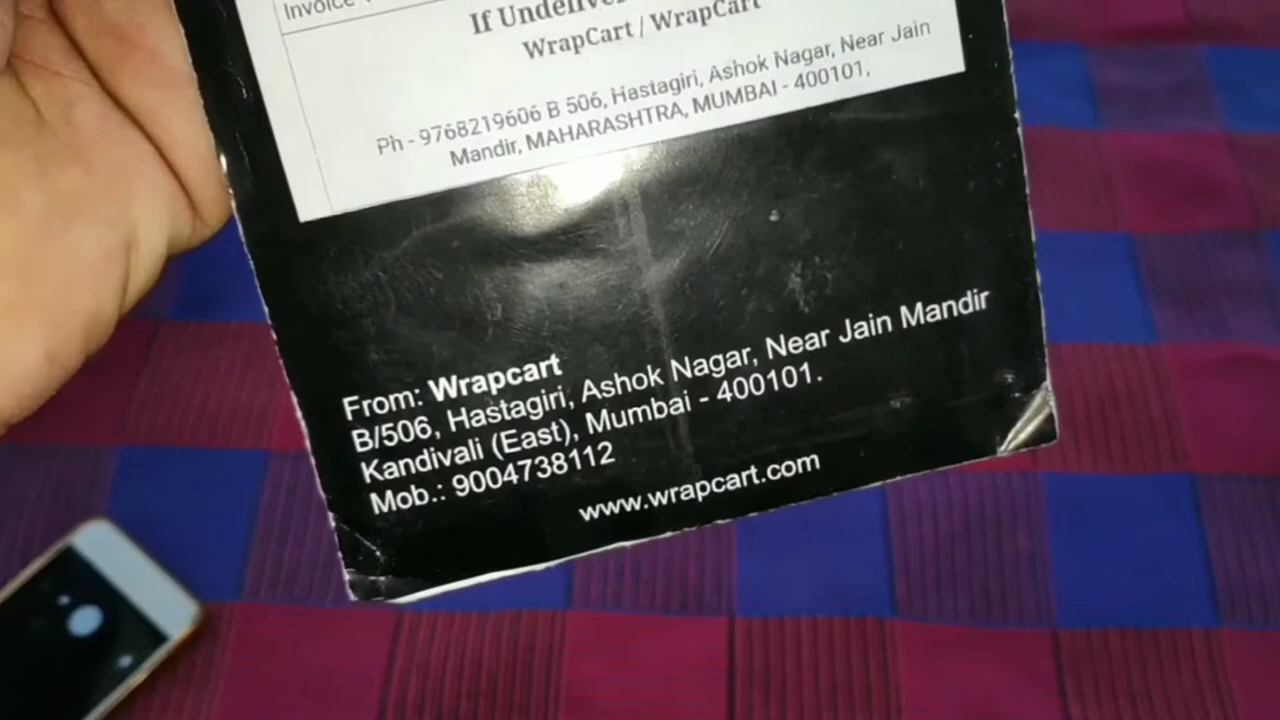 Invoice
If
WrapCart / WrapCart
Ph - 9768219606 B 506, Hastagiri, Ashok Nagar, Near Jain
Mandir, MAHARASHTRA, MUMBAI - 400101,
From: Wrapcart
B/506, Hastagiri, Ashok Nagar, Near Jain Mandir
Kandivali (East), Mumbai - 400101.
Mob.: 9004738112
www.wrapcart.com